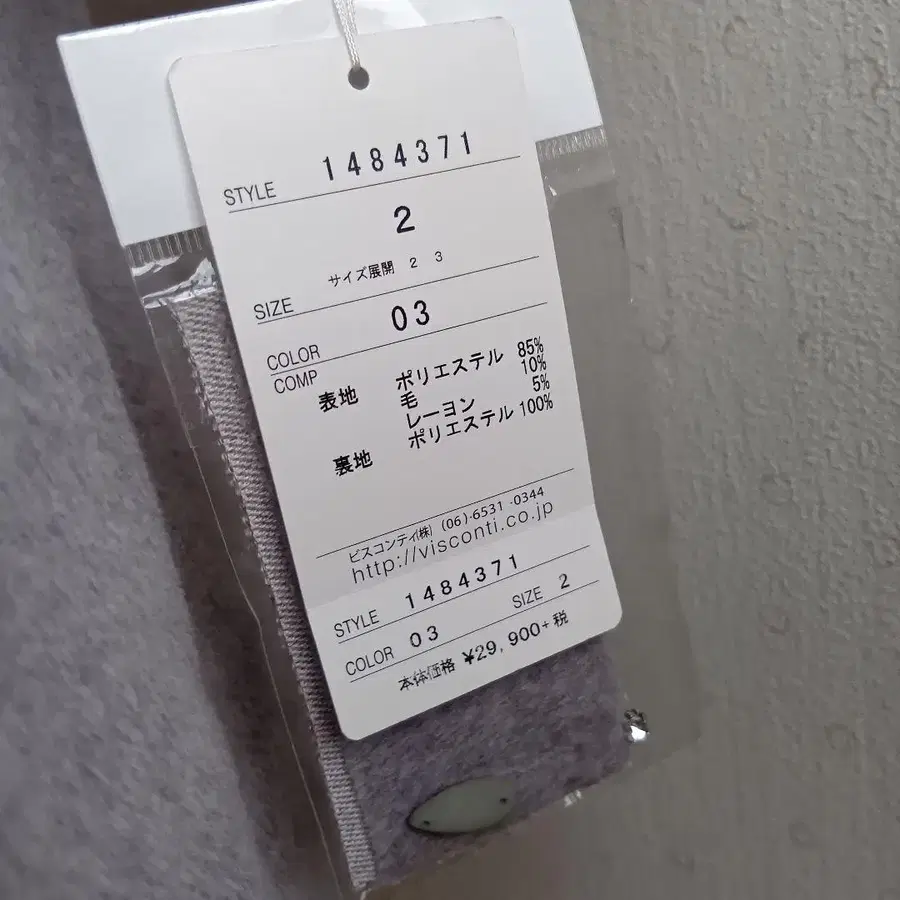 STYLE 1484371
2
サイズ展開 2 3
SIZE
03
COLOR
COMP
表地 ポリエステル 85%
毛 10%
レーヨン 5%
裏地 ポリエステル 100%
ビスコンティ(株) (06)-6531-0344
http://visconti.co.jp
STYLE 1484371
COLOR 03 SIZE 2
本体価格 ¥29,900+税